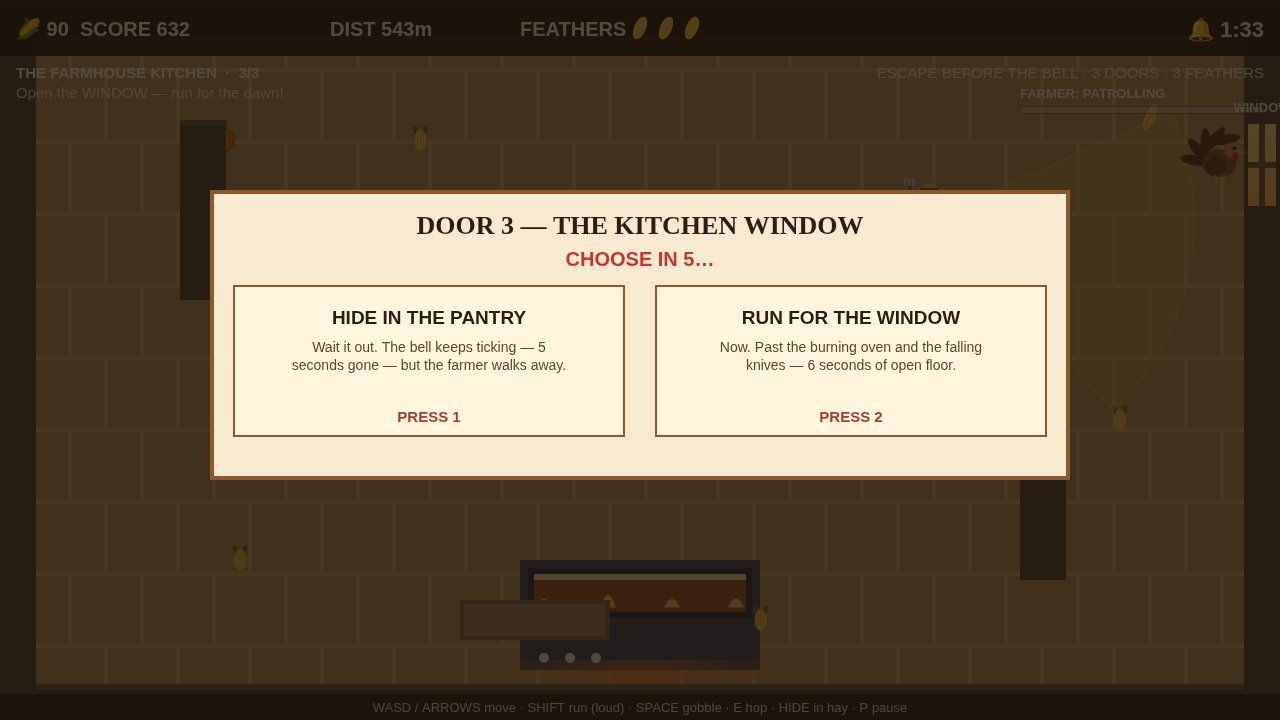 🌽 90 SCORE 632 DIST 543m FEATHERS 🔔 1:33
THE FARMHOUSE KITCHEN · 3/3
Open the WINDOW — run for the dawn!
ESCAPE BEFORE THE BELL · 3 DOORS · 3 FEATHERS
FARMER: PATROLLING
WINDOW
DOOR 3 — THE KITCHEN WINDOW
CHOOSE IN 5…
HIDE IN THE PANTRY
Wait it out. The bell keeps ticking — 5
seconds gone — but the farmer walks away.
PRESS 1
RUN FOR THE WINDOW
Now. Past the burning oven and the falling
knives — 6 seconds of open floor.
PRESS 2
WASD / ARROWS move · SHIFT run (loud) · SPACE gobble · E hop · HIDE in hay · P pause